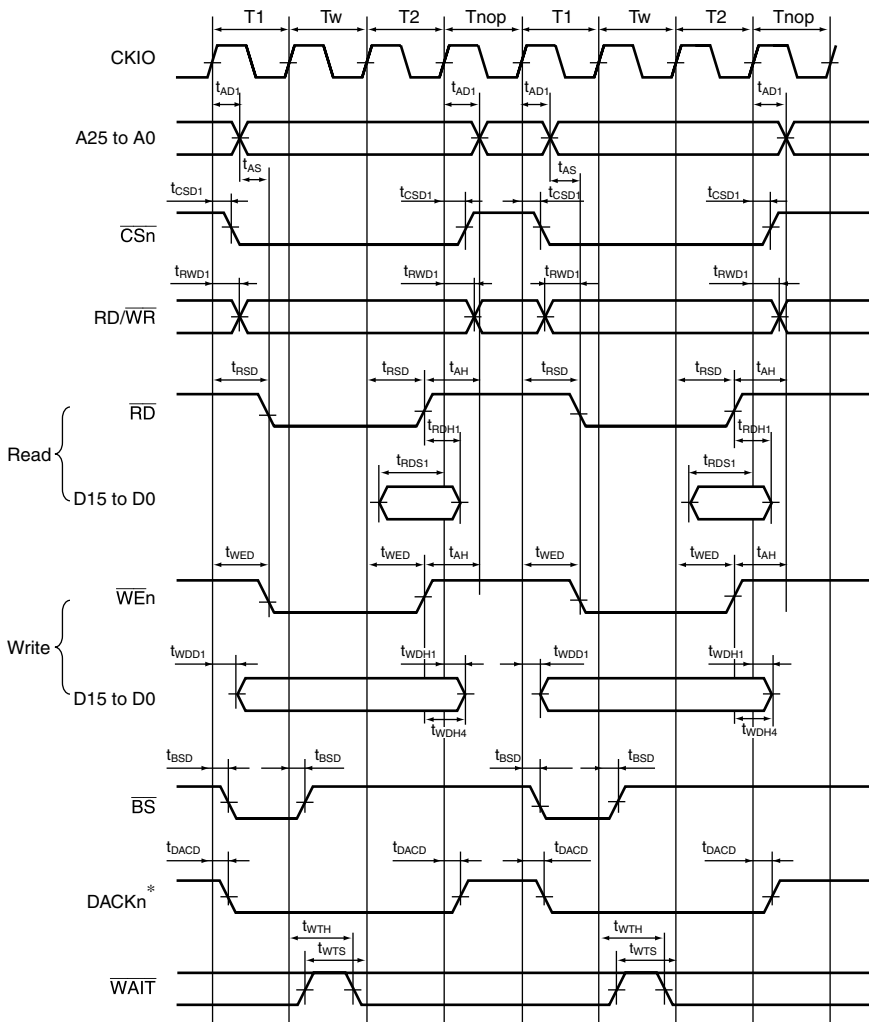 T1 Tw T2 Tnop T1 Tw T2 Tnop
CKIO
tAD1 tAD1 tAD1 tAD1
A25 to A0
tAS tAS
tCSD1 tCSD1 tCSD1 tCSD1
CSn
tRWD1 tRWD1 tRWD1 tRWD1
RD/WR
tRSD tRSD tAH tRSD tRSD tAH
RD
tRDH1 tRDH1
Read
tRDS1 tRDS1
D15 to D0
tWED tWED tAH tWED tWED tAH
WEn
Write
tWDD1 tWDH1 tWDD1 tWDH1
D15 to D0
tWDH4 tWDH4
tBSD tBSD tBSD tBSD
BS
tDACD tDACD tDACD tDACD
DACKn*
tWTH tWTH
tWTS tWTS
WAIT